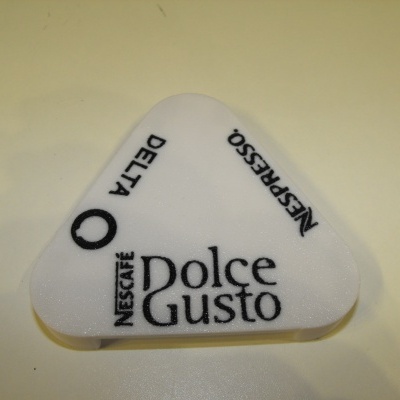 DELTA
NESPRESSO.
NESCAFÉ
Dolce
Gusto